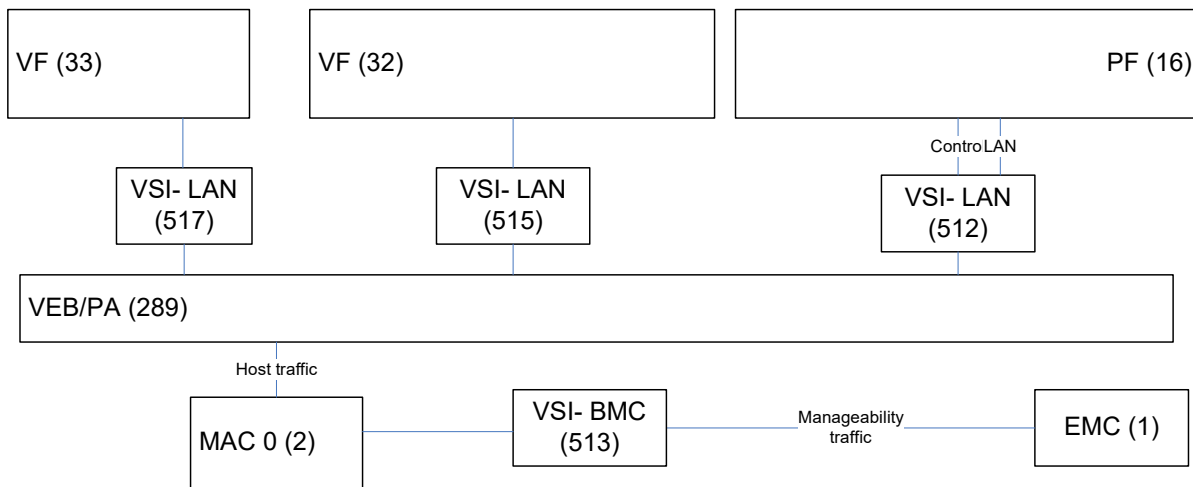 VF (33)
VF (32)
PF (16)
ControLAN
VSI- LAN
(517)
VSI- LAN
(515)
VSI- LAN
(512)
VEB/PA (289)
Host traffic
MAC 0 (2)
VSI- BMC
(513)
Manageability
traffic
EMC (1)